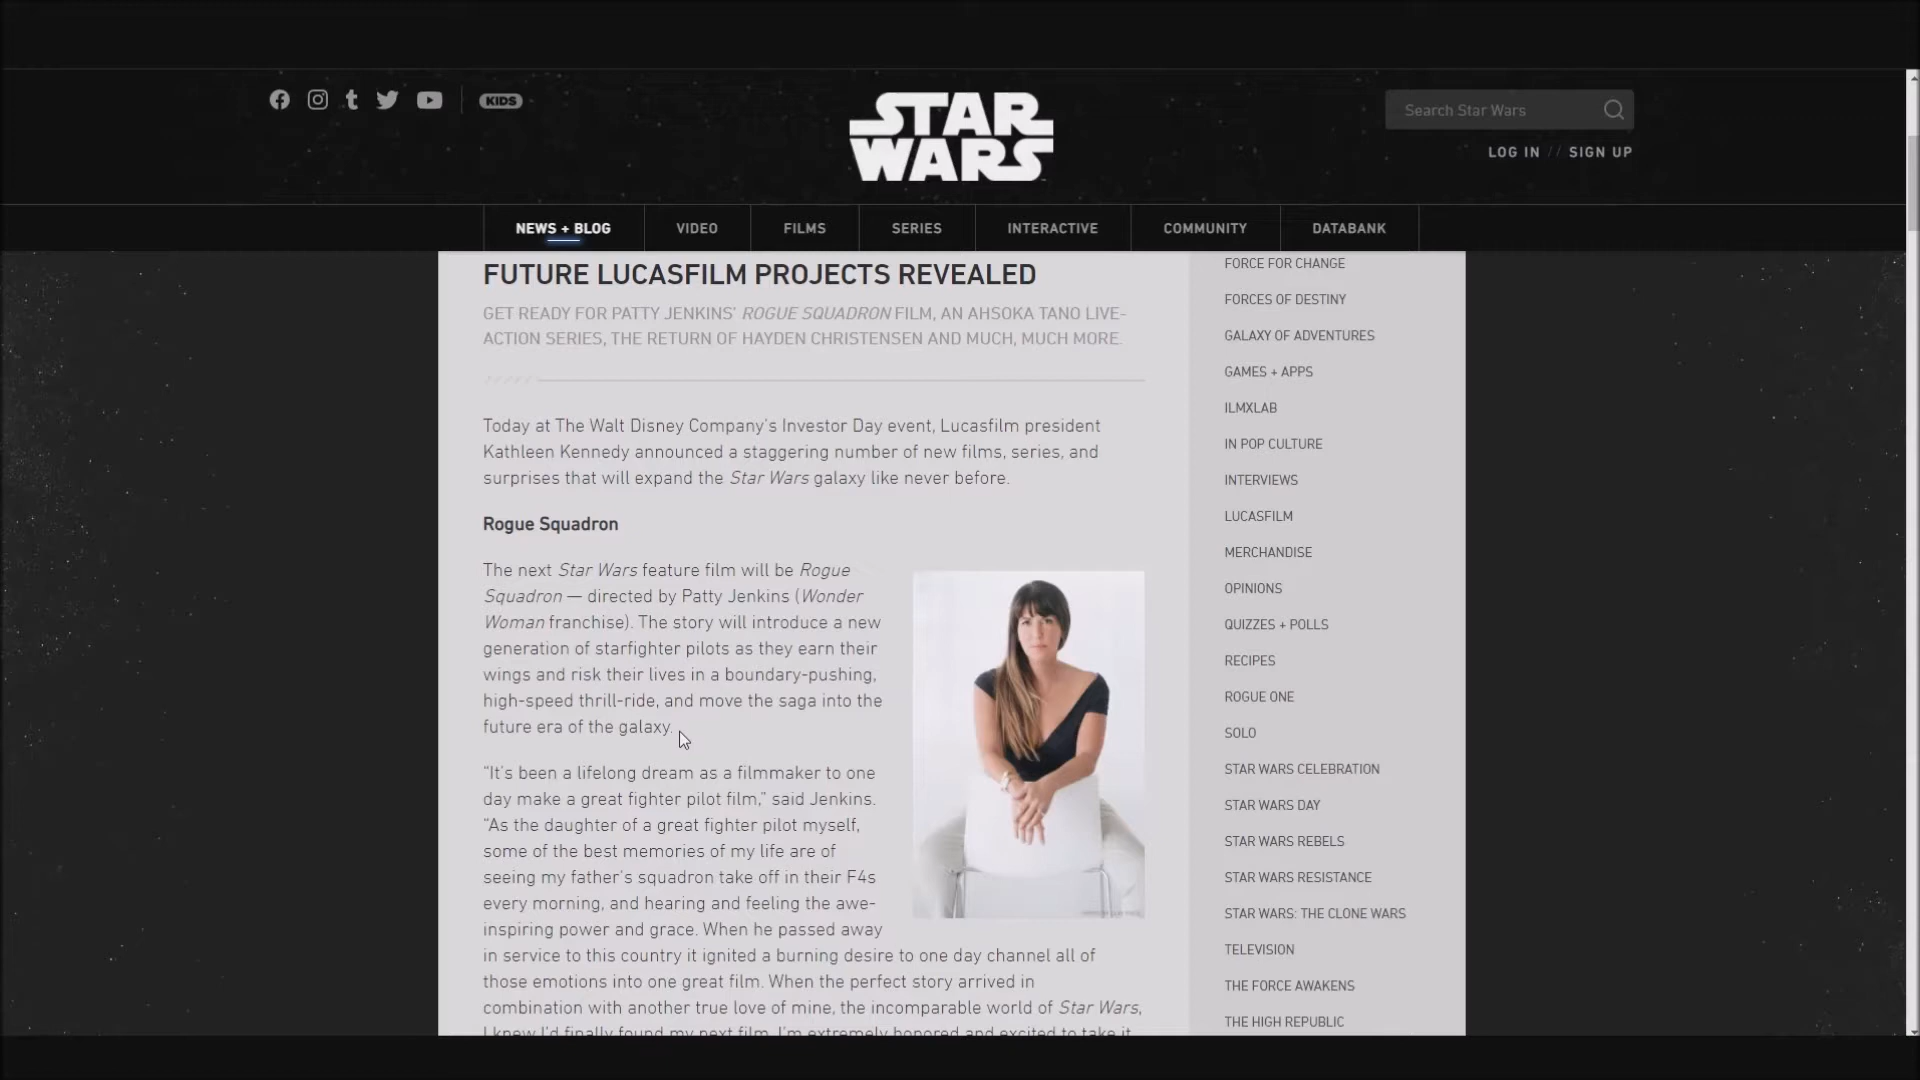 KIDS
STAR
WARS
Search Star Wars
LOG IN // SIGN UP
NEWS + BLOG
VIDEO
FILMS
SERIES
INTERACTIVE
COMMUNITY
DATABANK
FUTURE LUCASFILM PROJECTS REVEALED
GET READY FOR PATTY JENKINS’ ROGUE SQUADRON FILM, AN AHSOKA TANO LIVE-
ACTION SERIES, THE RETURN OF HAYDEN CHRISTENSEN AND MUCH, MUCH MORE.
Today at The Walt Disney Company’s Investor Day event, Lucasfilm president
Kathleen Kennedy announced a staggering number of new films, series, and
surprises that will expand the Star Wars galaxy like never before.
Rogue Squadron
The next Star Wars feature film will be Rogue
Squadron — directed by Patty Jenkins (Wonder
Woman franchise). The story will introduce a new
generation of starfighter pilots as they earn their
wings and risk their lives in a boundary-pushing,
high-speed thrill-ride, and move the saga into the
future era of the galaxy.
“It’s been a lifelong dream as a filmmaker to one
day make a great fighter pilot film,” said Jenkins.
“As the daughter of a great fighter pilot myself,
some of the best memories of my life are of
seeing my father’s squadron take off in their F4s
every morning, and hearing and feeling the awe-
inspiring power and grace. When he passed away
in service to this country it ignited a burning desire to one day channel all of
those emotions into one great film. When the perfect story arrived in
combination with another true love of mine, the incomparable world of Star Wars,
I knew I’d finally found my next film. I’m extremely honored and excited to take it
FORCE FOR CHANGE
FORCES OF DESTINY
GALAXY OF ADVENTURES
GAMES + APPS
ILMXLAB
IN POP CULTURE
INTERVIEWS
LUCASFILM
MERCHANDISE
OPINIONS
QUIZZES + POLLS
RECIPES
ROGUE ONE
SOLO
STAR WARS CELEBRATION
STAR WARS DAY
STAR WARS REBELS
STAR WARS RESISTANCE
STAR WARS: THE CLONE WARS
TELEVISION
THE FORCE AWAKENS
THE HIGH REPUBLIC